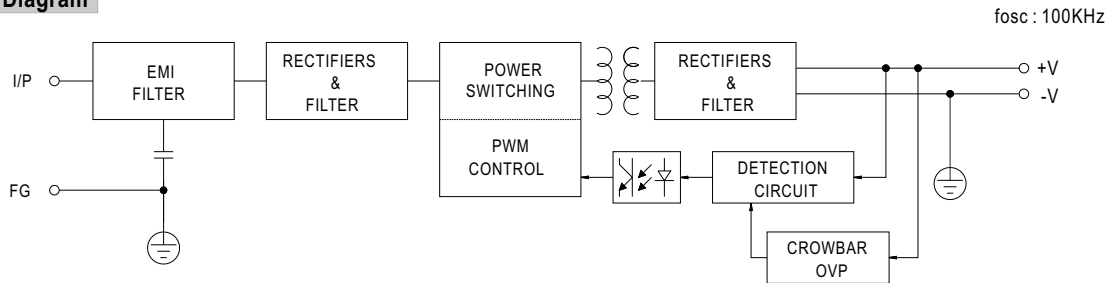 Diagram
fosc : 100KHz
I/P
EMI
FILTER
RECTIFIERS
&
FILTER
POWER
SWITCHING
RECTIFIERS
&
FILTER
+V
-V
PWM
CONTROL
DETECTION
CIRCUIT
FG
CROWBAR
OVP